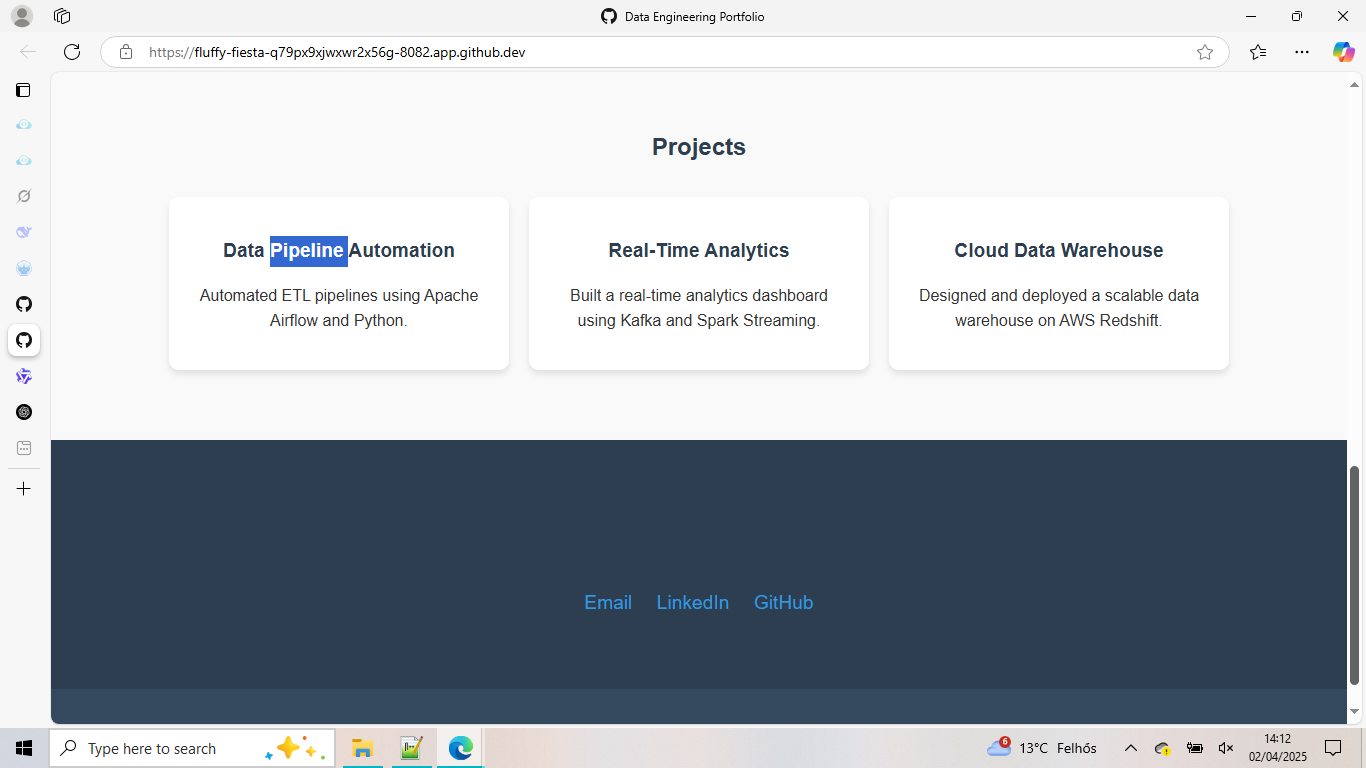 Data Engineering Portfolio
https://fluffy-fiesta-q79px9xjwxwr2x56g-8082.app.github.dev
Projects
Data Pipeline Automation
Automated ETL pipelines using Apache
Airflow and Python.
Real-Time Analytics
Built a real-time analytics dashboard
using Kafka and Spark Streaming.
Cloud Data Warehouse
Designed and deployed a scalable data
warehouse on AWS Redshift.
Email LinkedIn GitHub
Type here to search
6
13°C Felhős
14:12
02/04/2025